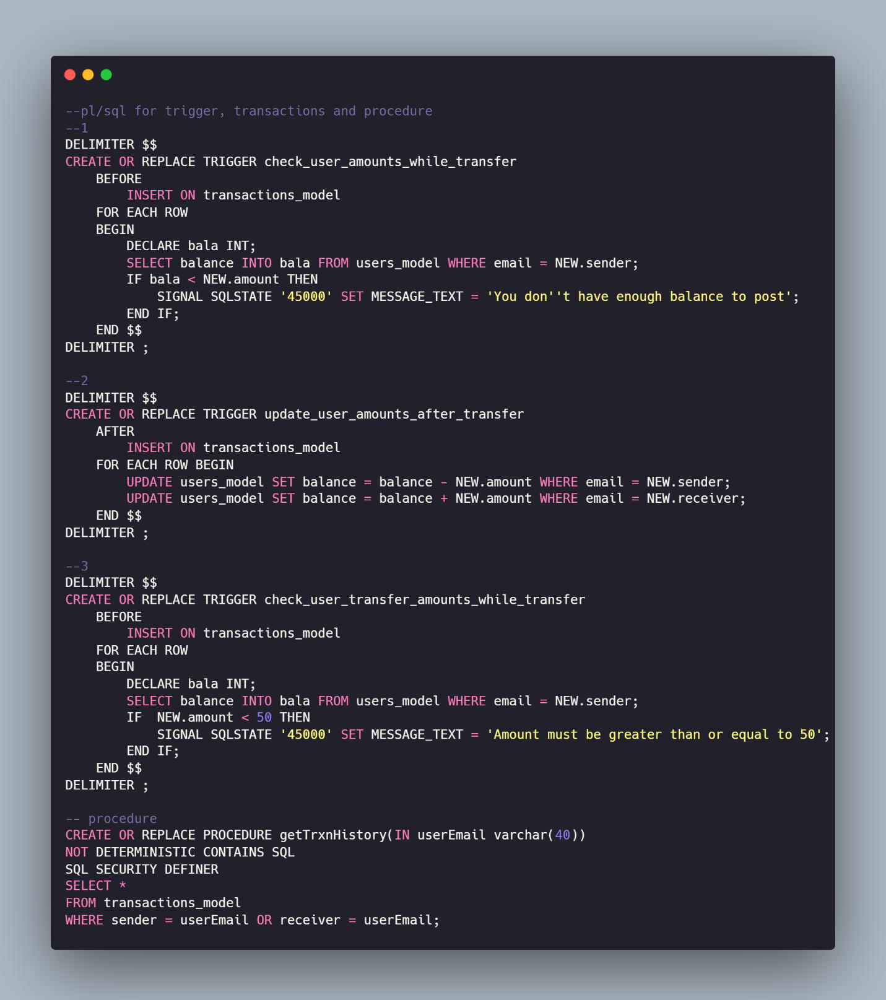 --pl/sql for trigger, transactions and procedure
--1
DELIMITER $$
CREATE OR REPLACE TRIGGER check_user_amounts_while_transfer
    BEFORE
        INSERT ON transactions_model
    FOR EACH ROW
    BEGIN
        DECLARE bala INT;
        SELECT balance INTO bala FROM users_model WHERE email = NEW.sender;
        IF bala < NEW.amount THEN
            SIGNAL SQLSTATE '45000' SET MESSAGE_TEXT = 'You don''t have enough balance to post';
        END IF;
    END $$
DELIMITER ;

--2
DELIMITER $$
CREATE OR REPLACE TRIGGER update_user_amounts_after_transfer
    AFTER
        INSERT ON transactions_model
    FOR EACH ROW BEGIN
        UPDATE users_model SET balance = balance - NEW.amount WHERE email = NEW.sender;
        UPDATE users_model SET balance = balance + NEW.amount WHERE email = NEW.receiver;
    END $$
DELIMITER ;

--3
DELIMITER $$
CREATE OR REPLACE TRIGGER check_user_transfer_amounts_while_transfer
    BEFORE
        INSERT ON transactions_model
    FOR EACH ROW
    BEGIN
        DECLARE bala INT;
        SELECT balance INTO bala FROM users_model WHERE email = NEW.sender;
        IF  NEW.amount < 50 THEN
            SIGNAL SQLSTATE '45000' SET MESSAGE_TEXT = 'Amount must be greater than or equal to 50';
        END IF;
    END $$
DELIMITER ;

-- procedure
CREATE OR REPLACE PROCEDURE getTrxnHistory(IN userEmail varchar(40))
NOT DETERMINISTIC CONTAINS SQL
SQL SECURITY DEFINER
SELECT *
FROM transactions_model
WHERE sender = userEmail OR receiver = userEmail;